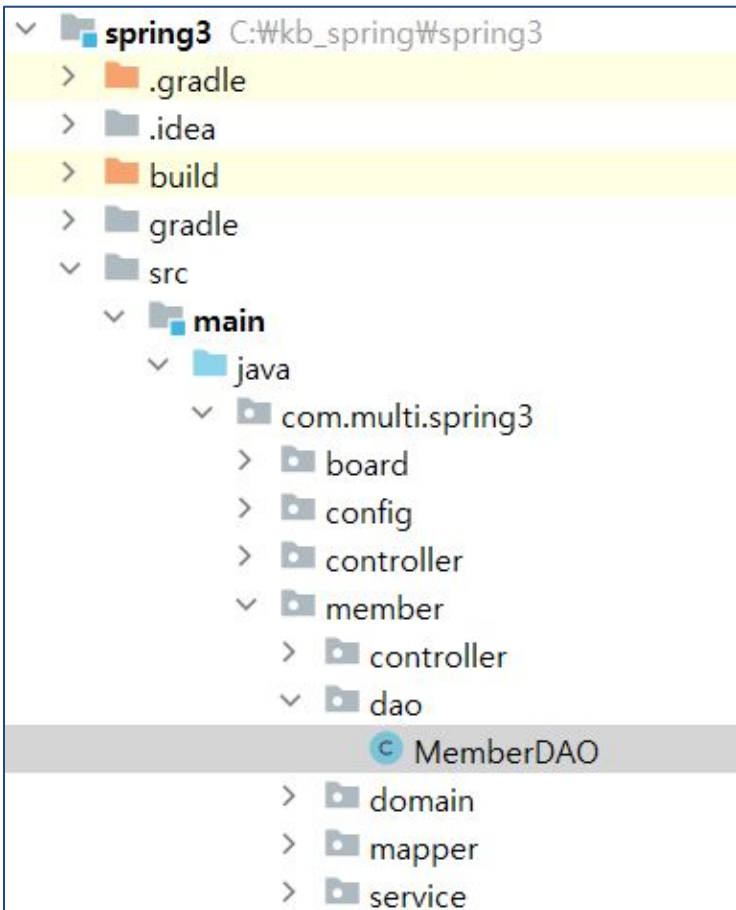 spring3 C:₩kb_spring₩spring3
.gradle
.idea
build
gradle
src
main
java
com.multi.spring3
board
config
controller
member
controller
dao
C MemberDAO
domain
mapper
service